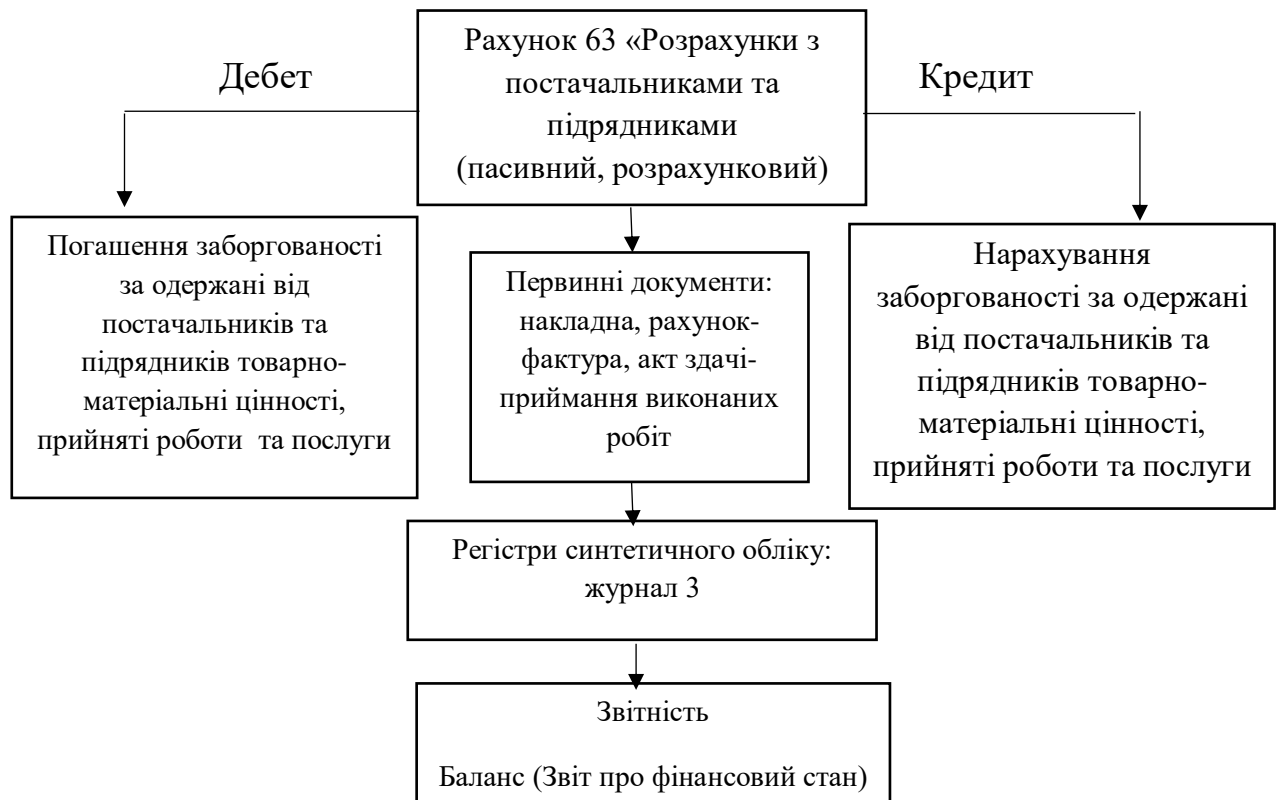 Рахунок 63 «Розрахунки з
постачальниками та
підрядниками
(пасивний, розрахунковий)
Дебет
Кредит
Погашення заборгованості
за одержані від
постачальників та
підрядників товарно-
матеріальні цінності,
прийняті роботи та послуги
Первинні документи:
накладна, рахунок-
фактура, акт здачі-
приймання виконаних
робіт
Нарахування
заборгованості за одержані
від постачальників та
підрядників товарно-
матеріальні цінності,
прийняті роботи та послуги
Регістри синтетичного обліку:
журнал 3
Звітність
Баланс (Звіт про фінансовий стан)